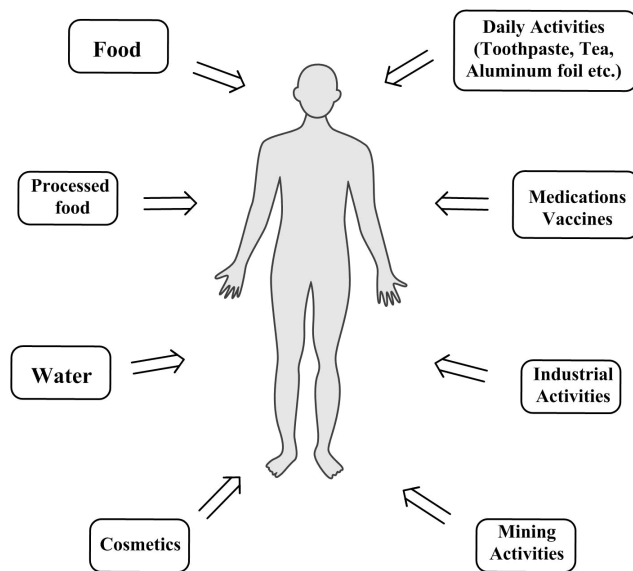 Food
Daily Activities
(Toothpaste, Tea,
Aluminum foil etc.)
Processed
food
Medications
Vaccines
Water
Industrial
Activities
Cosmetics
Mining
Activities